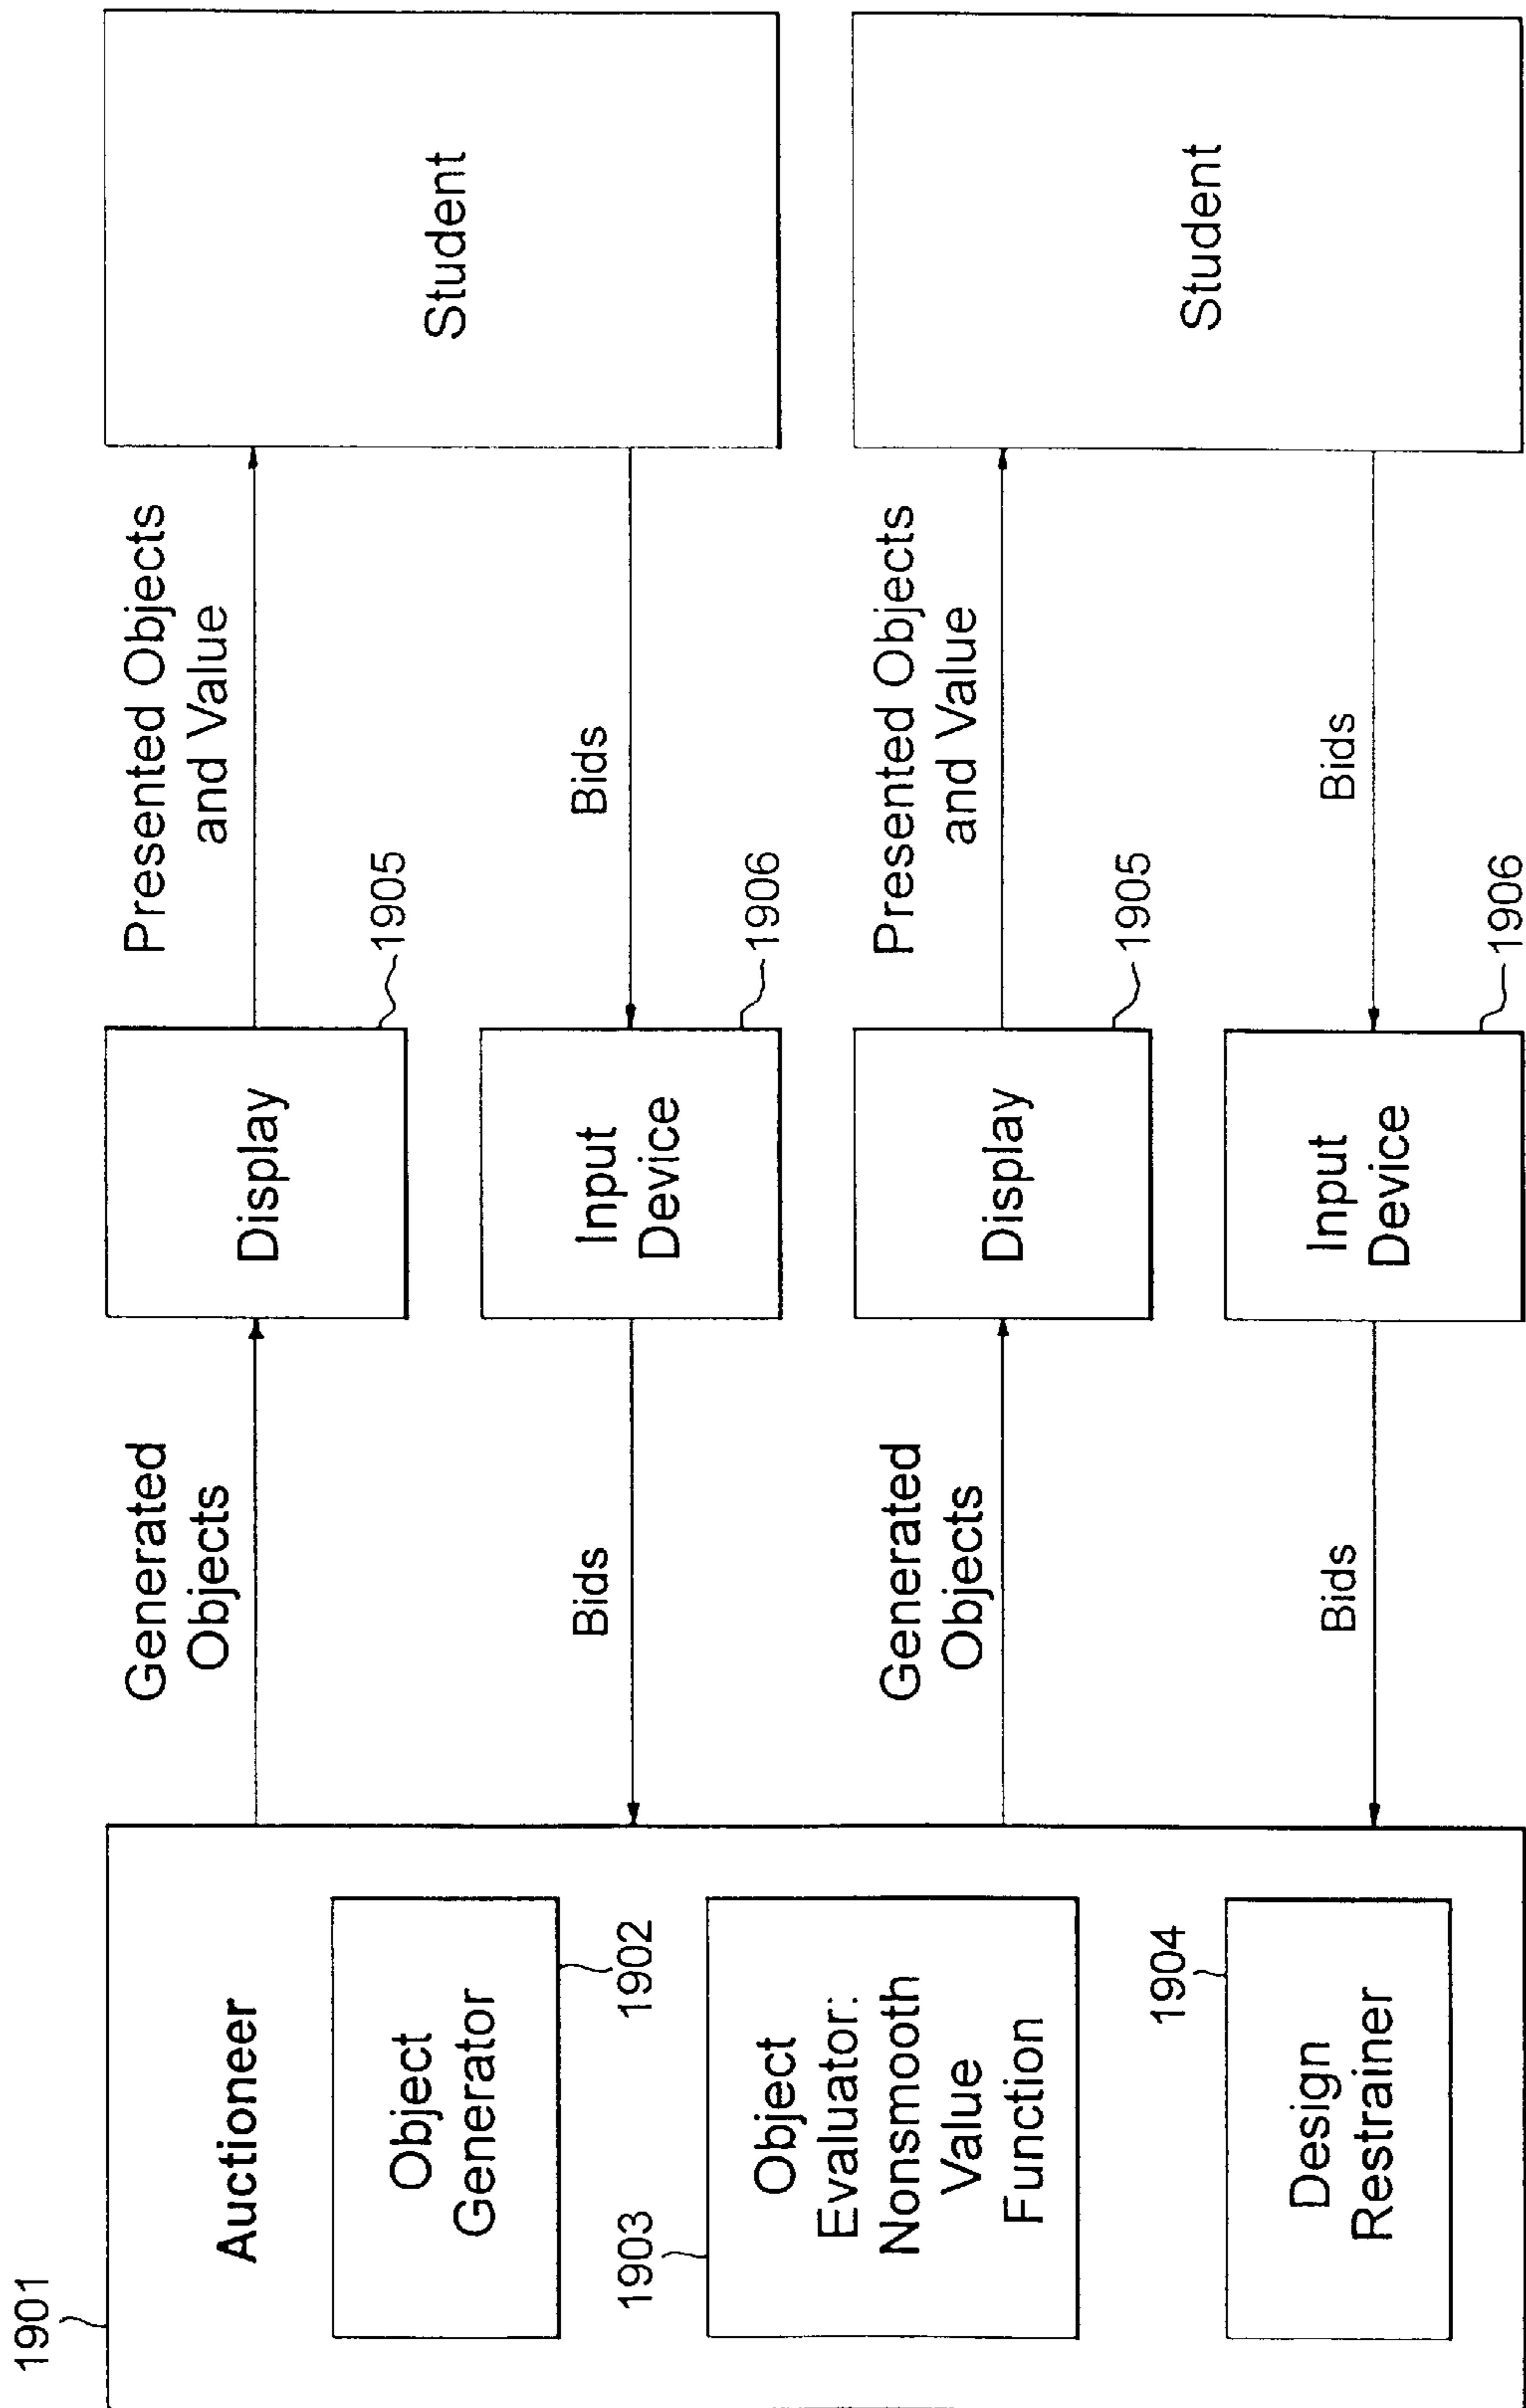 1901
Auctioneer
Object
Generator
1902
1903
Object
Evaluator:
Nonsmooth
Value
Function
1904
Design
Restrainer
Generated
Objects
Bids
Generated
Objects
Bids
Display
1905
Input
Device
1906
Display
1905
Input
Device
1906
Presented Objects
and Value
Bids
Presented Objects
and Value
Bids
Student
Student